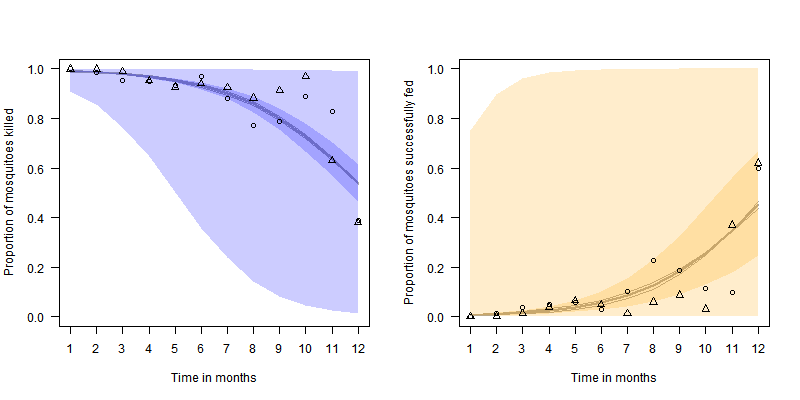 Proportion of mosquitoes killed
1.0
0.8
0.6
0.4
0.2
0.0
1 2 3 4 5 6 7 8 9 10 11 12
Time in months
Proportion of mosquitoes successfully fed
1.0
0.8
0.6
0.4
0.2
0.0
1 2 3 4 5 6 7 8 9 10 11 12
Time in months